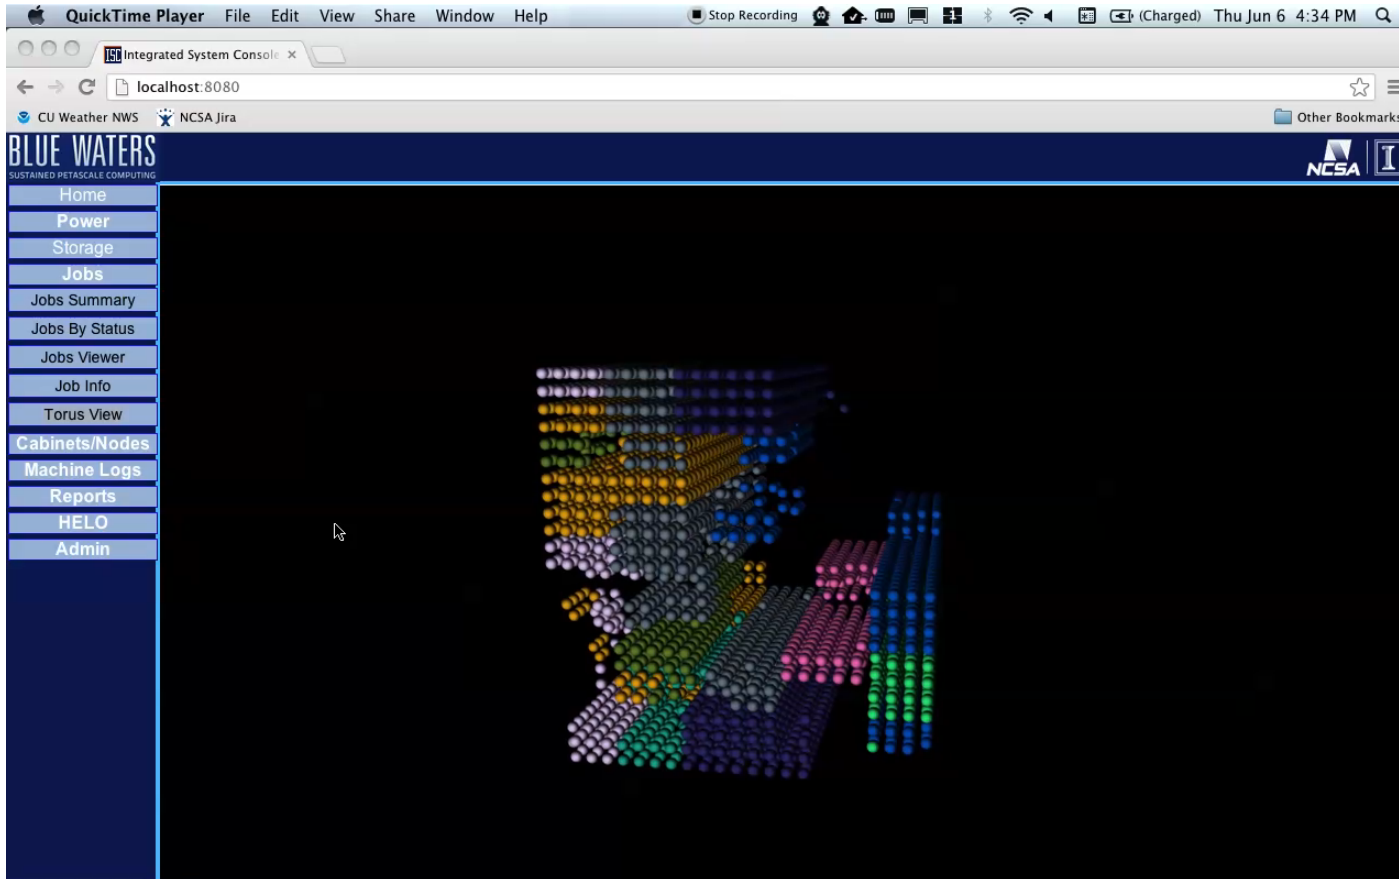 QuickTime Player File Edit View Share Window Help Stop Recording (Charged) Thu Jun 6 4:34 PM
ISC Integrated System Console ×
localhost:8080
CU Weather NWS NCSA Jira Other Bookmarks
BLUE WATERS
SUSTAINED PETASCALE COMPUTING
NCSA I
Home
Power
Storage
Jobs
Jobs Summary
Jobs By Status
Jobs Viewer
Job Info
Torus View
Cabinets/Nodes
Machine Logs
Reports
HELO
Admin